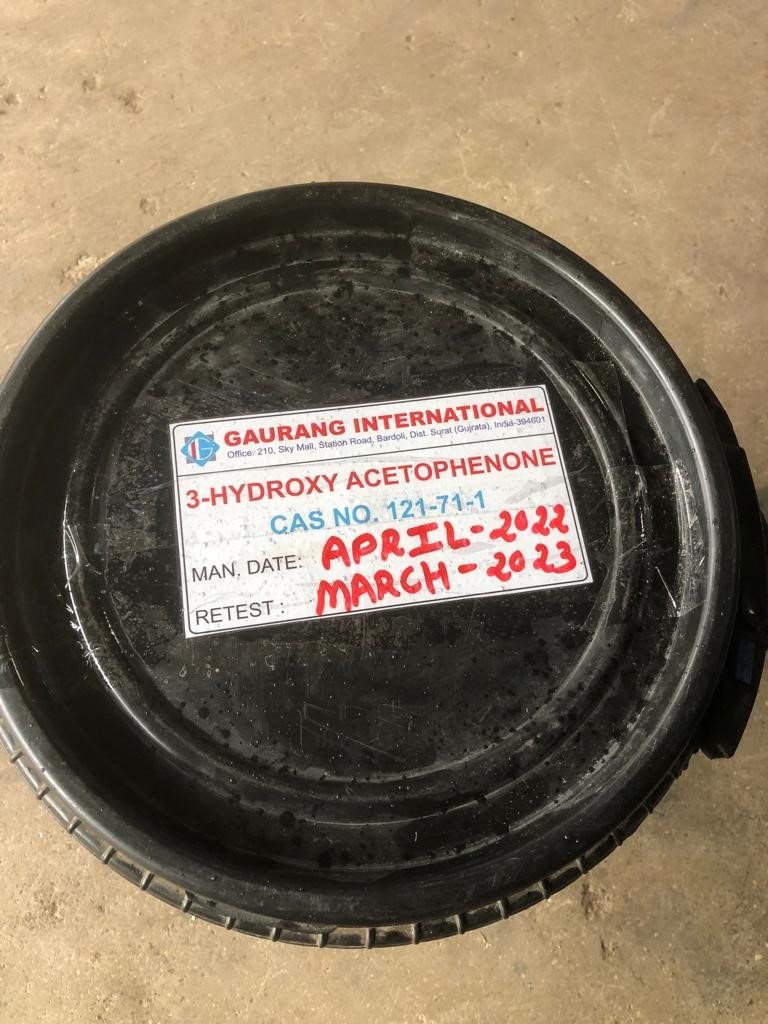 GAURANG INTERNATIONAL
Office: 210, Sky Mall, Station Road, Bardoli, Dist. Surat (Gujrata), India-394601
3-HYDROXY ACETOPHENONE
CAS NO. 121-71-1
MAN. DATE: APRIL-2022
RETEST : MARCH-2023